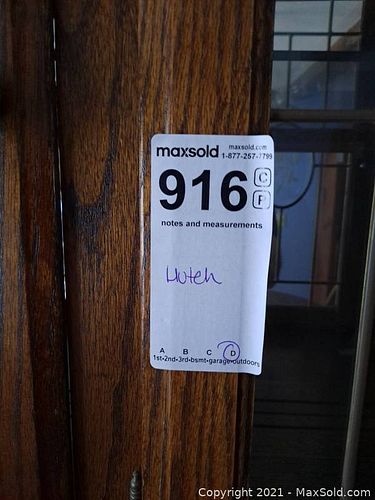 maxsold maxsold.com
1-877-257-7799
916 C
P
notes and measurements
Hutch
A B C D
1st-2nd-3rd-bsmt-garage-outdoors
Copyright 2021 - MaxSold.com